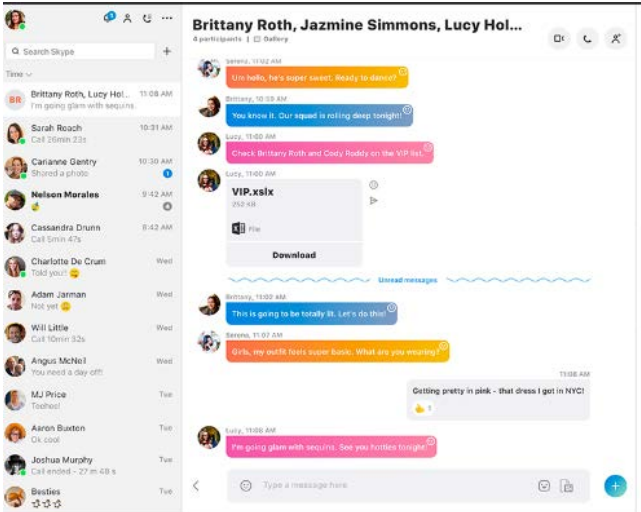 Search Skype
Time
BR
Brittany Roth, Lucy Hol... 11:08 AM
I'm going glam with sequins.
Sarah Roach 10:31 AM
Call 26min 23s
Carianne Gentry 10:30 AM
Shared a photo 1
Nelson Morales 9:42 AM
Cassandra Drunn 8:42 AM
Call 5min 47s
Charlotte De Crum Wed
Told you!!
Adam Jarman Wed
Not yet
Will Little Wed
Call 10min 32s
Angus McNeil Wed
You need a day off!
MJ Price Tue
Teehee!
Aaron Buxton Tue
Ok cool
Joshua Murphy Tue
Call ended - 27 m 48 s
Besties Tue
Brittany Roth, Jazmine Simmons, Lucy Hol...
4 participants | Gallery
Serena, 11:02 AM
Um hello, he's super sweet. Ready to dance?
Brittany, 10:59 AM
You know it. Our squad is rolling deep tonight!
Lucy, 11:00 AM
Check Brittany Roth and Cody Roddy on the VIP list.
Lucy, 11:00 AM
VIP.xslx
252 KB
File
Download
Unread messages
Brittany, 11:02 AM
This is going to be totally lit. Let's do this!
Serena, 11:07 AM
Girls, my outfit feels super basic. What are you wearing?
11:08 AM
Getting pretty in pink - that dress I got in NYC!
1
Lucy, 11:08 AM
I'm going glam with sequins. See you hotties tonight!
Type a message here